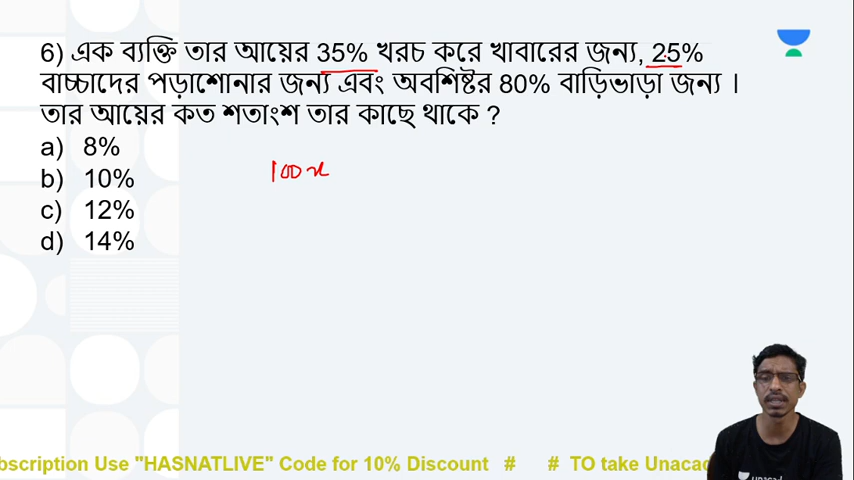 6) এক ব্যক্তি তার আয়ের 35% খরচ করে খাবারের জন্য, 25%
বাচ্চাদের পড়াশোনার জন্য এবং অবশিষ্টর 80% বাড়িভাড়া জন্য ।
তার আয়ের কত শতাংশ তার কাছে থাকে ?
a) 8%
100x
b) 10%
c) 12%
d) 14%
bscription Use "HASNATLIVE" Code for 10% Discount # # TO take Unacad
unacad